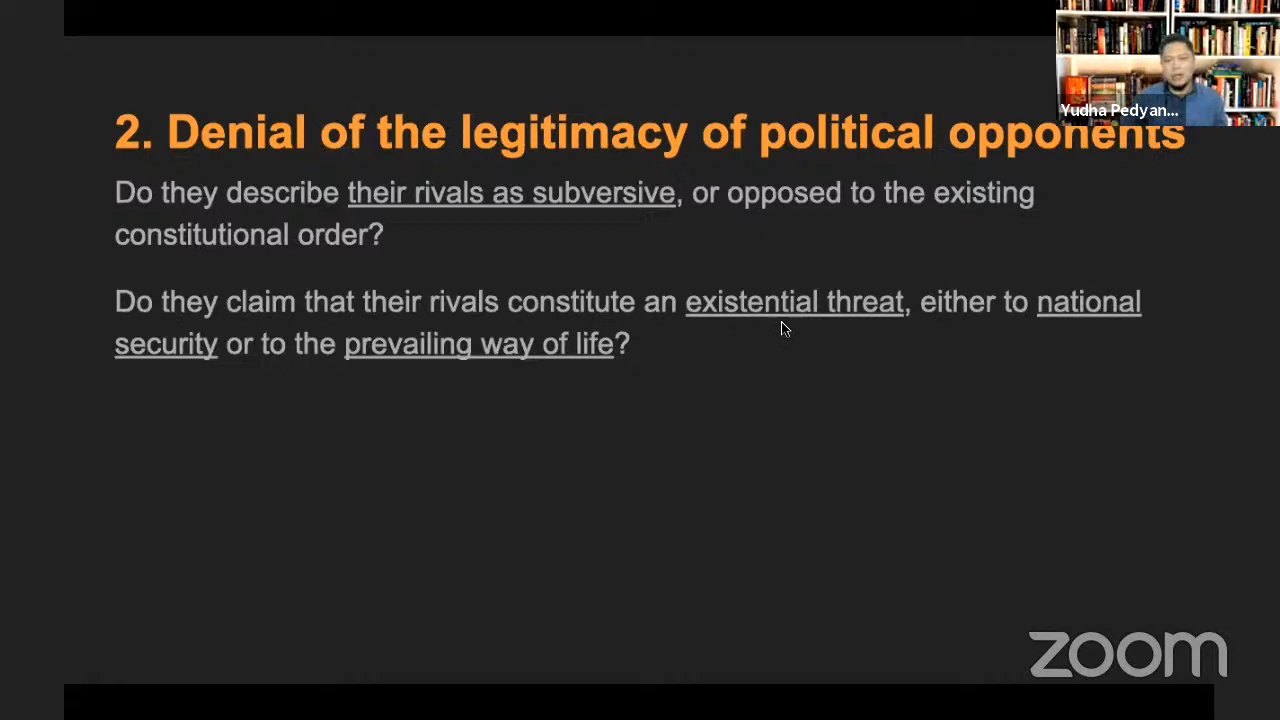 2. Denial of the legitimacy of political opponents
Do they describe their rivals as subversive, or opposed to the existing
constitutional order?
Do they claim that their rivals constitute an existential threat, either to national
security or to the prevailing way of life?
Yudha Pedyan...
zoom